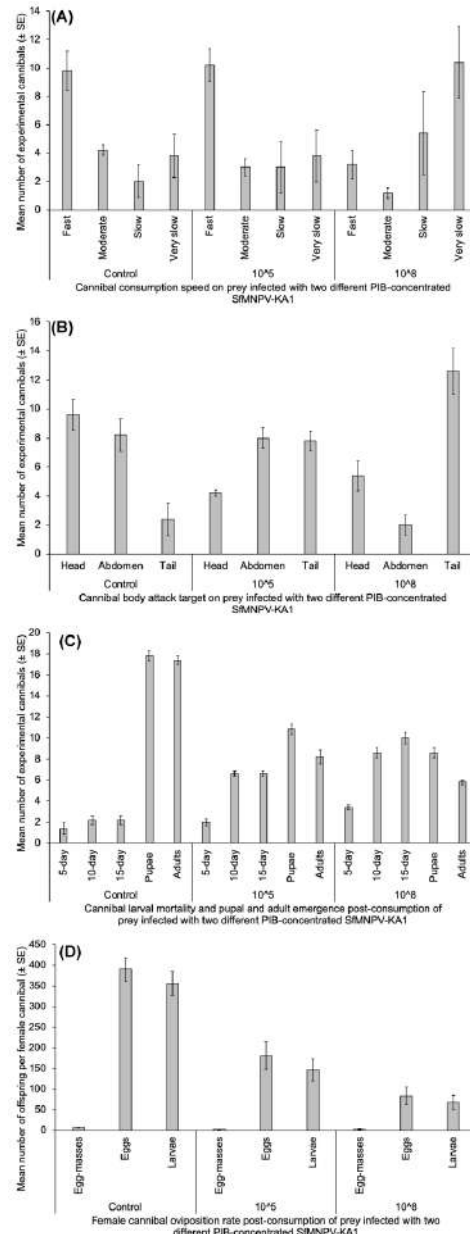 (A)
Mean number of experimental cannibals (± SE)
14
12
10
8
6
4
2
0
Fast
Moderate
Slow
Very slow
Fast
Moderate
Slow
Very slow
Fast
Moderate
Slow
Very slow
Control
10^5
10^8
Cannibal consumption speed on prey infected with two different PIB-concentrated
SfMNPV-KA1
(B)
Mean number of experimental cannibals (± SE)
16
14
12
10
8
6
4
2
0
Head Abdomen Tail Head Abdomen Tail Head Abdomen Tail
Control 10^5 10^8
Cannibal body attack target on prey infected with two different PIB-concentrated
SfMNPV-KA1
(C)
Mean number of experimental cannibals (± SE)
20
18
16
14
12
10
8
6
4
2
0
5-day
10-day
15-day
Pupae
Adults
5-day
10-day
15-day
Pupae
Adults
5-day
10-day
15-day
Pupae
Adults
Control
10^5
10^8
Cannibal larval mortality and pupal and adult emergence post-consumption of
prey infected with two different PIB-concentrated SfMNPV-KA1
(D)
Mean number of offspring per female cannibal (± SE)
450
400
350
300
250
200
150
100
50
0
Egg-masses
Eggs
Larvae
Egg-masses
Eggs
Larvae
Egg-masses
Eggs
Larvae
Control
10^5
10^8
Female cannibal oviposition rate post-consumption of prey infected with two
different PIB-concentrated SfMNPV-KA1